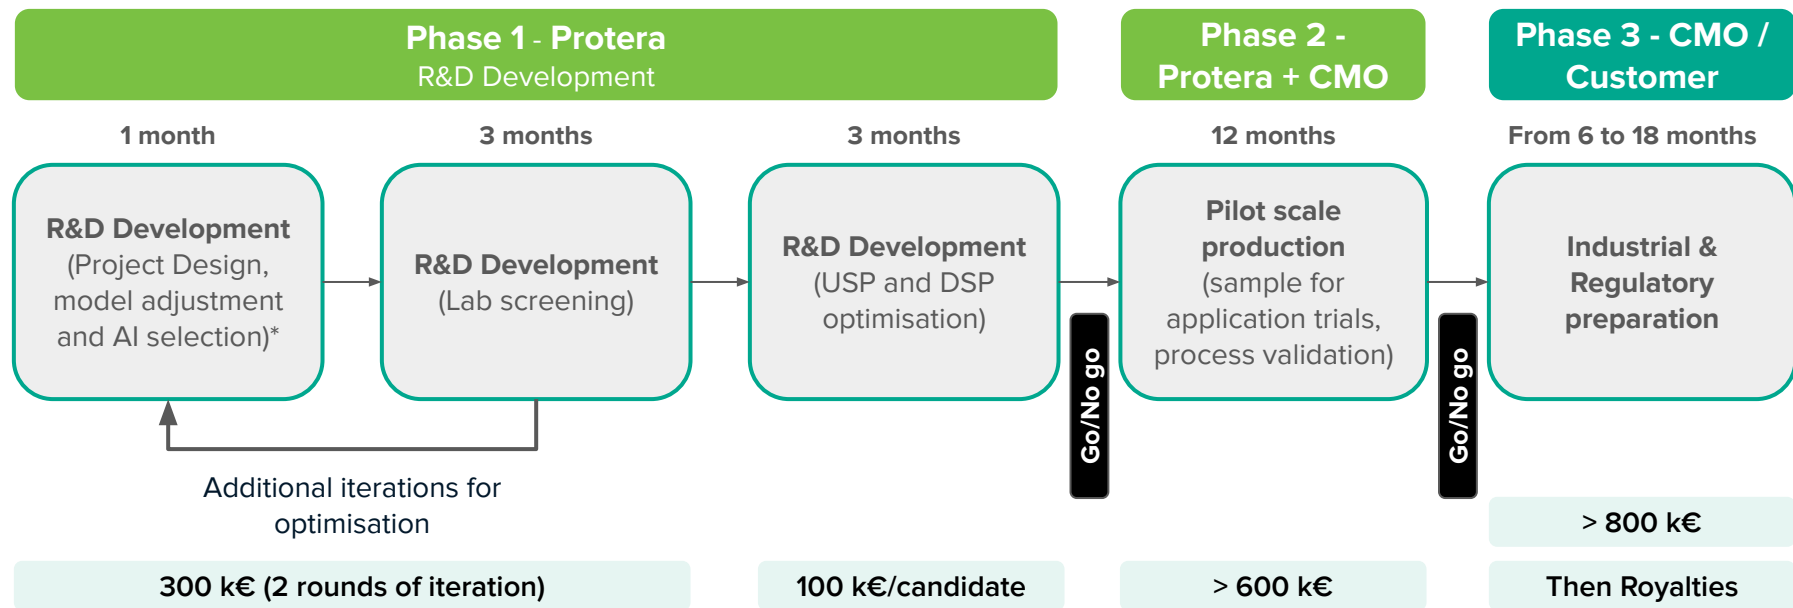 Phase 1 - Protera
R&D Development
Phase 2 -
Protera + CMO
Phase 3 - CMO /
Customer
1 month
3 months
3 months
12 months
From 6 to 18 months
R&D Development
(Project Design,
model adjustment
and AI selection)*
R&D Development
(Lab screening)
R&D Development
(USP and DSP
optimisation)
Go/No go
Pilot scale
production
(sample for
application trials,
process validation)
Go/No go
Industrial &
Regulatory
preparation
Additional iterations for
optimisation
> 800 k€
300 k€ (2 rounds of iteration)
100 k€/candidate
> 600 k€
Then Royalties